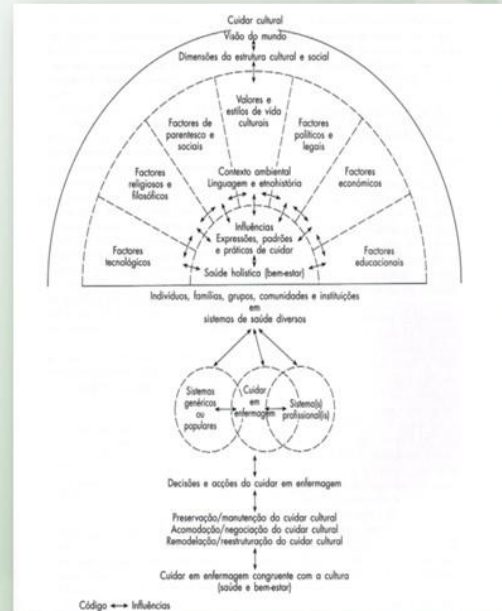 Cuidar cultural
Visão do mundo
Dimensões da estrutura cultural e social
Valores e
estilos de vida
culturais
Factores de
parentesco e
sociais
Factores
políticos e
legais
Factores
religiosos e
filosóficos
Factores
económicos
Factores
tecnológicos
Factores
educacionais
Contexto ambiental
Linguagem e etnohistória
Influências
Expressões, padrões
e práticas de cuidar
Saúde holística (bem-estar)
Indivíduos, famílias, grupos, comunidades e instituições
em
sistemas de saúde diversos
Sistemas
genéricos
ou
populares
Cuidar
em
enfermagem
Sistema(s)
profissional(s)
Decisões e acções do cuidar em enfermagem
Preservação/manutenção do cuidar cultural
Acomodação/negociação do cuidar cultural
Remodelação/reestruturação do cuidar cultural
Cuidar em enfermagem congruente com a cultura
(saúde e bem-estar)
Código ↔ Influências